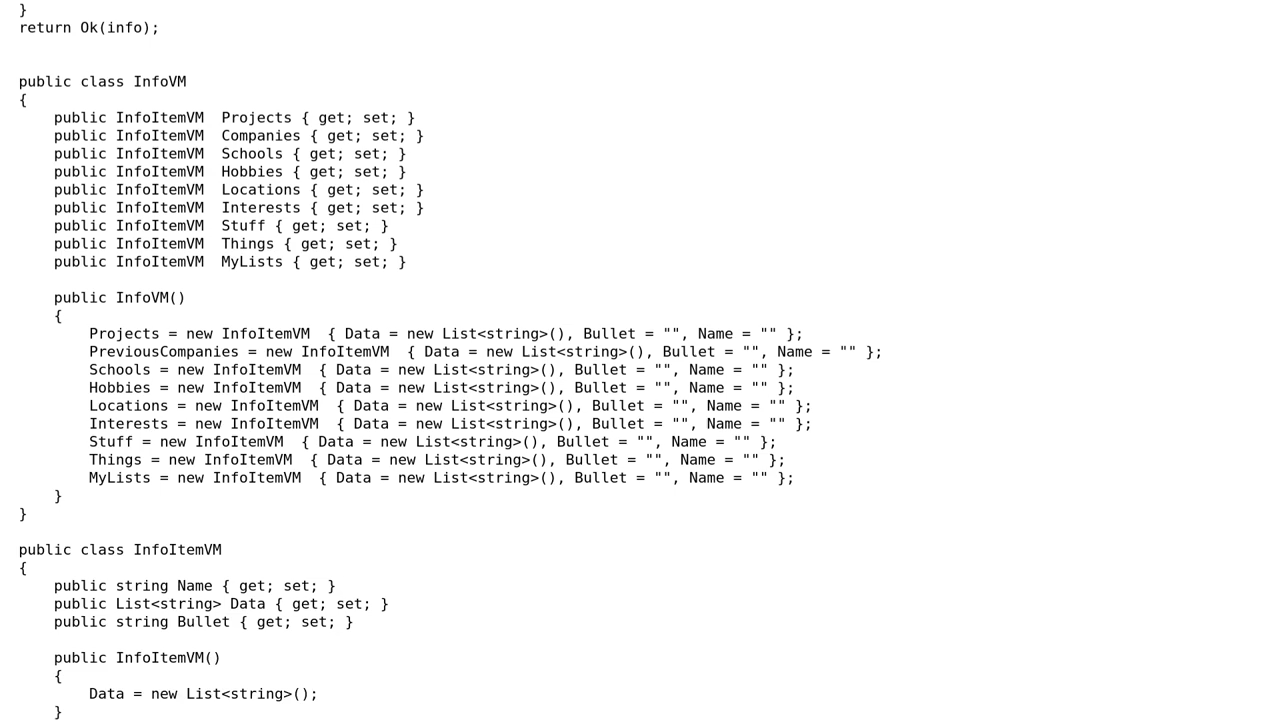 }
return Ok(info);
public class InfoVM
{
    public InfoItemVM  Projects { get; set; }
    public InfoItemVM  Companies { get; set; }
    public InfoItemVM  Schools { get; set; }
    public InfoItemVM  Hobbies { get; set; }
    public InfoItemVM  Locations { get; set; }
    public InfoItemVM  Interests { get; set; }
    public InfoItemVM  Stuff { get; set; }
    public InfoItemVM  Things { get; set; }
    public InfoItemVM  MyLists { get; set; }
    public InfoVM()
    {
        Projects = new InfoItemVM  { Data = new List<string>(), Bullet = "", Name = "" };
        PreviousCompanies = new InfoItemVM  { Data = new List<string>(), Bullet = "", Name = "" };
        Schools = new InfoItemVM  { Data = new List<string>(), Bullet = "", Name = "" };
        Hobbies = new InfoItemVM  { Data = new List<string>(), Bullet = "", Name = "" };
        Locations = new InfoItemVM  { Data = new List<string>(), Bullet = "", Name = "" };
        Interests = new InfoItemVM  { Data = new List<string>(), Bullet = "", Name = "" };
        Stuff = new InfoItemVM  { Data = new List<string>(), Bullet = "", Name = "" };
        Things = new InfoItemVM  { Data = new List<string>(), Bullet = "", Name = "" };
        MyLists = new InfoItemVM  { Data = new List<string>(), Bullet = "", Name = "" };
    }
}
public class InfoItemVM
{
    public string Name { get; set; }
    public List<string> Data { get; set; }
    public string Bullet { get; set; }
    public InfoItemVM()
    {
        Data = new List<string>();
    }